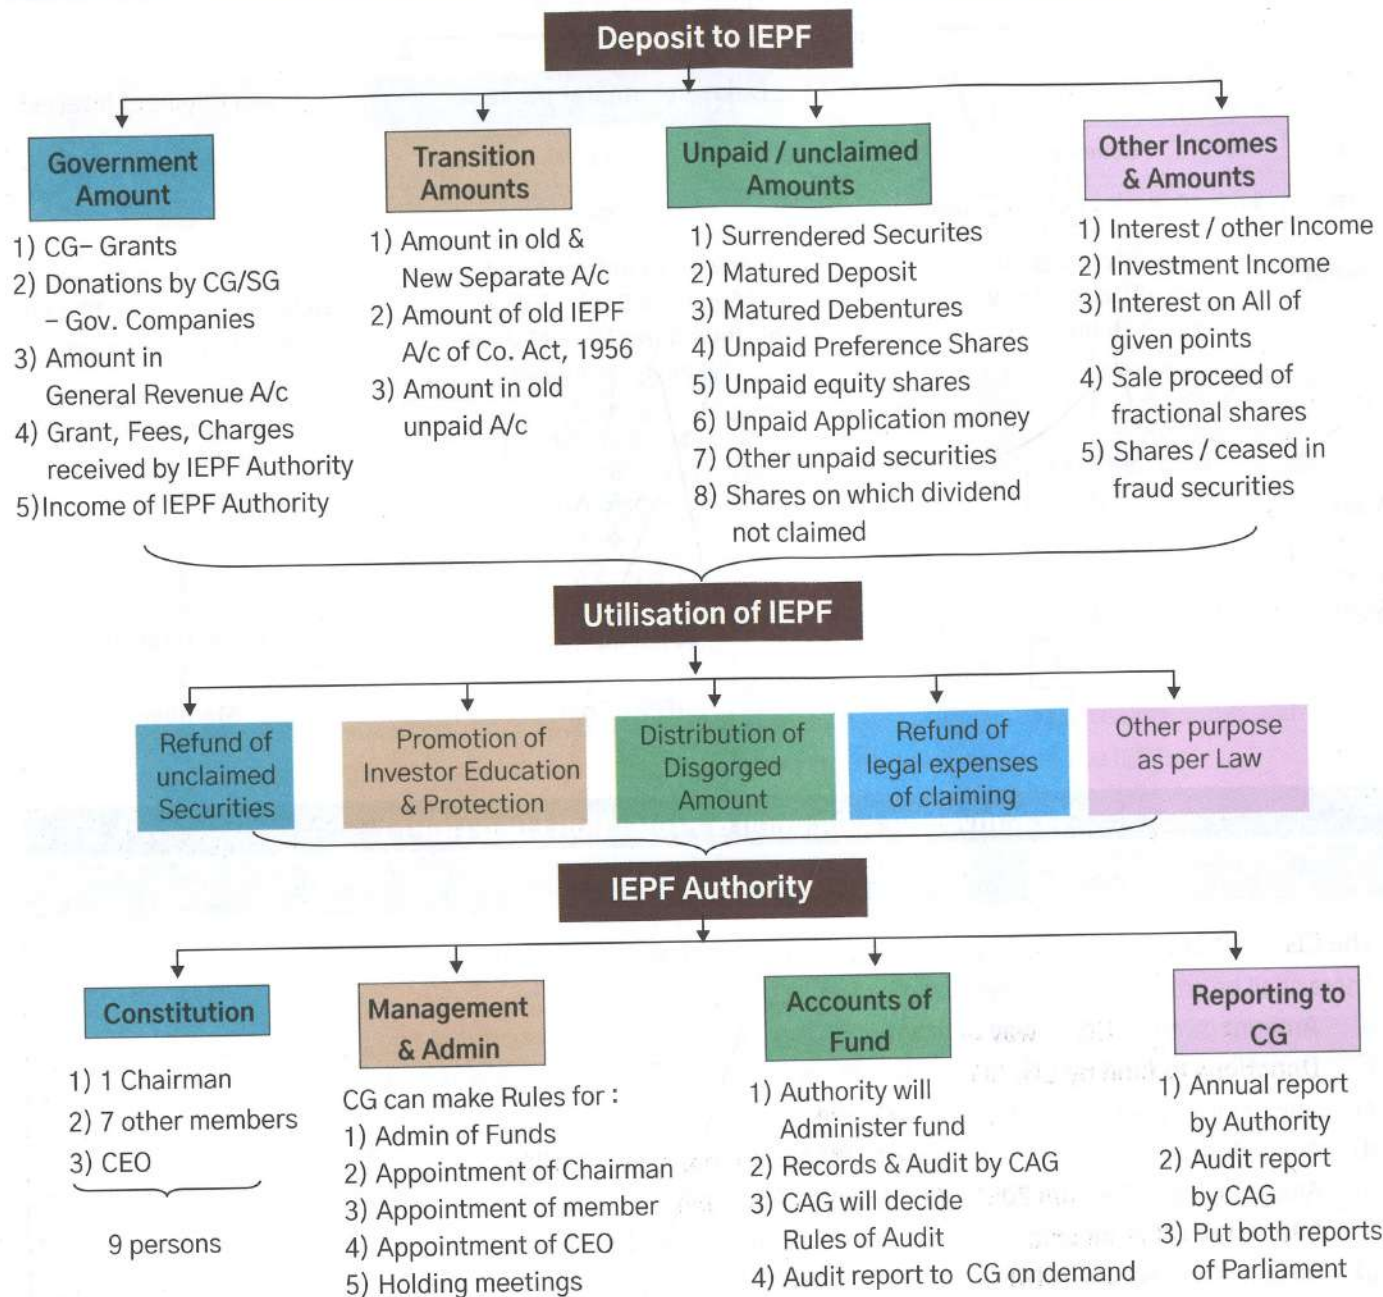 Deposit to IEPF
Government
Amount
1) CG– Grants
2) Donations by CG/SG
– Gov. Companies
3) Amount in
General Revenue A/c
4) Grant, Fees, Charges
received by IEPF Authority
5)Income of IEPF Authority
Transition
Amounts
1) Amount in old &
New Separate A/c
2) Amount of old IEPF
A/c of Co. Act, 1956
3) Amount in old
unpaid A/c
Unpaid / unclaimed
Amounts
1) Surrendered Securites
2) Matured Deposit
3) Matured Debentures
4) Unpaid Preference Shares
5) Unpaid equity shares
6) Unpaid Application money
7) Other unpaid securities
8) Shares on which dividend
not claimed
Other Incomes
& Amounts
1) Interest / other Income
2) Investment Income
3) Interest on All of
given points
4) Sale proceed of
fractional shares
5) Shares / ceased in
fraud securities
Utilisation of IEPF
Refund of
unclaimed
Securities
Promotion of
Investor Education
& Protection
Distribution of
Disgorged
Amount
Refund of
legal expenses
of claiming
Other purpose
as per Law
IEPF Authority
Constitution
1) 1 Chairman
2) 7 other members
3) CEO
9 persons
Management
& Admin
CG can make Rules for :
1) Admin of Funds
2) Appointment of Chairman
3) Appointment of member
4) Appointment of CEO
5) Holding meetings
Accounts of
Fund
1) Authority will
Administer fund
2) Records & Audit by CAG
3) CAG will decide
Rules of Audit
4) Audit report to CG on demand
Reporting to
CG
1) Annual report
by Authority
2) Audit report
by CAG
3) Put both reports
of Parliament